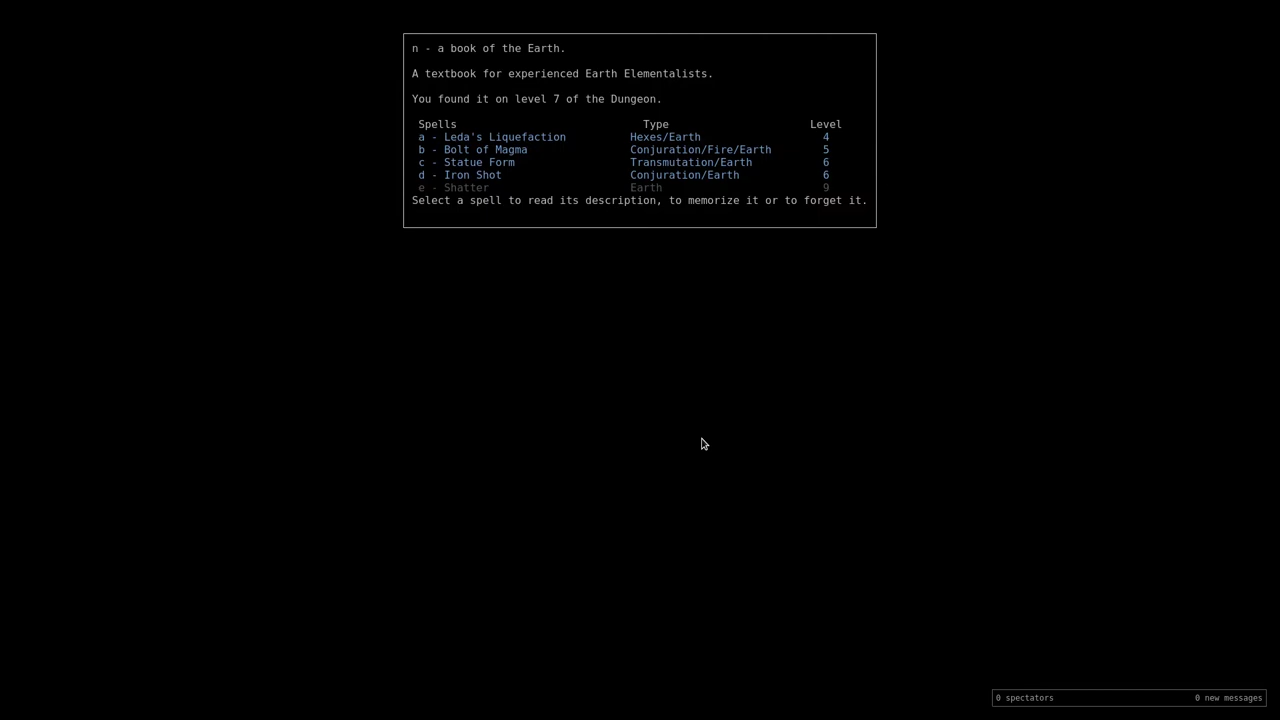 n - a book of the Earth.
A textbook for experienced Earth Elementalists.
You found it on level 7 of the Dungeon.
Spells Type Level
a - Leda's Liquefaction Hexes/Earth 4
b - Bolt of Magma Conjuration/Fire/Earth 5
c - Statue Form Transmutation/Earth 6
d - Iron Shot Conjuration/Earth 6
e - Shatter Earth 9
Select a spell to read its description, to memorize it or to forget it.
0 spectators 0 new messages